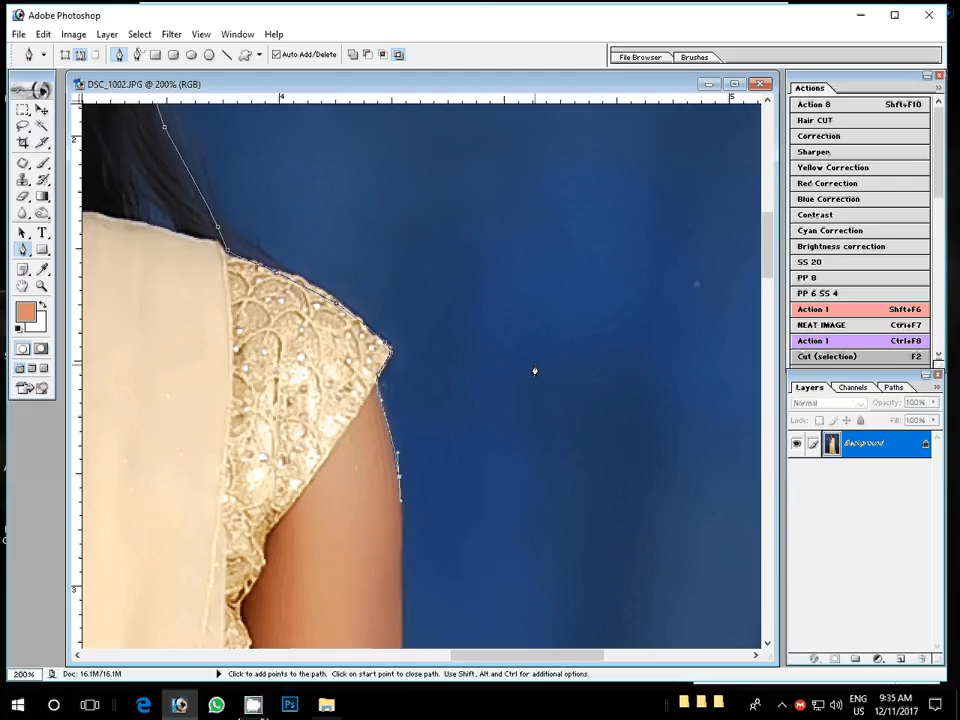 Adobe Photoshop
File Edit Image Layer Select Filter View Window Help
Auto Add/Delete
File Browser Brushes
DSC_1002.JPG @ 200% (RGB)
4 5
2
3
Actions
Action 8 Shft+F10
Hair CUT
Correction
Sharpen
Yellow Correction
Red Correction
Blue Correction
Contrast
Cyan Correction
Brightness correction
SS 20
PP 8
PP 6 SS 4
Action 1 Shft+F6
NEAT IMAGE Ctrl+F7
Action 1 Ctrl+F8
Cut (selection) F2
Layers Channels Paths
Normal Opacity: 100%
Lock: Fill: 100%
Background
200% Doc: 16.1M/16.1M Click to add points to the path. Click on start point to close path. Use Shift, Alt and Ctrl for additional options.
ENG 9:35 AM
US 12/11/2017